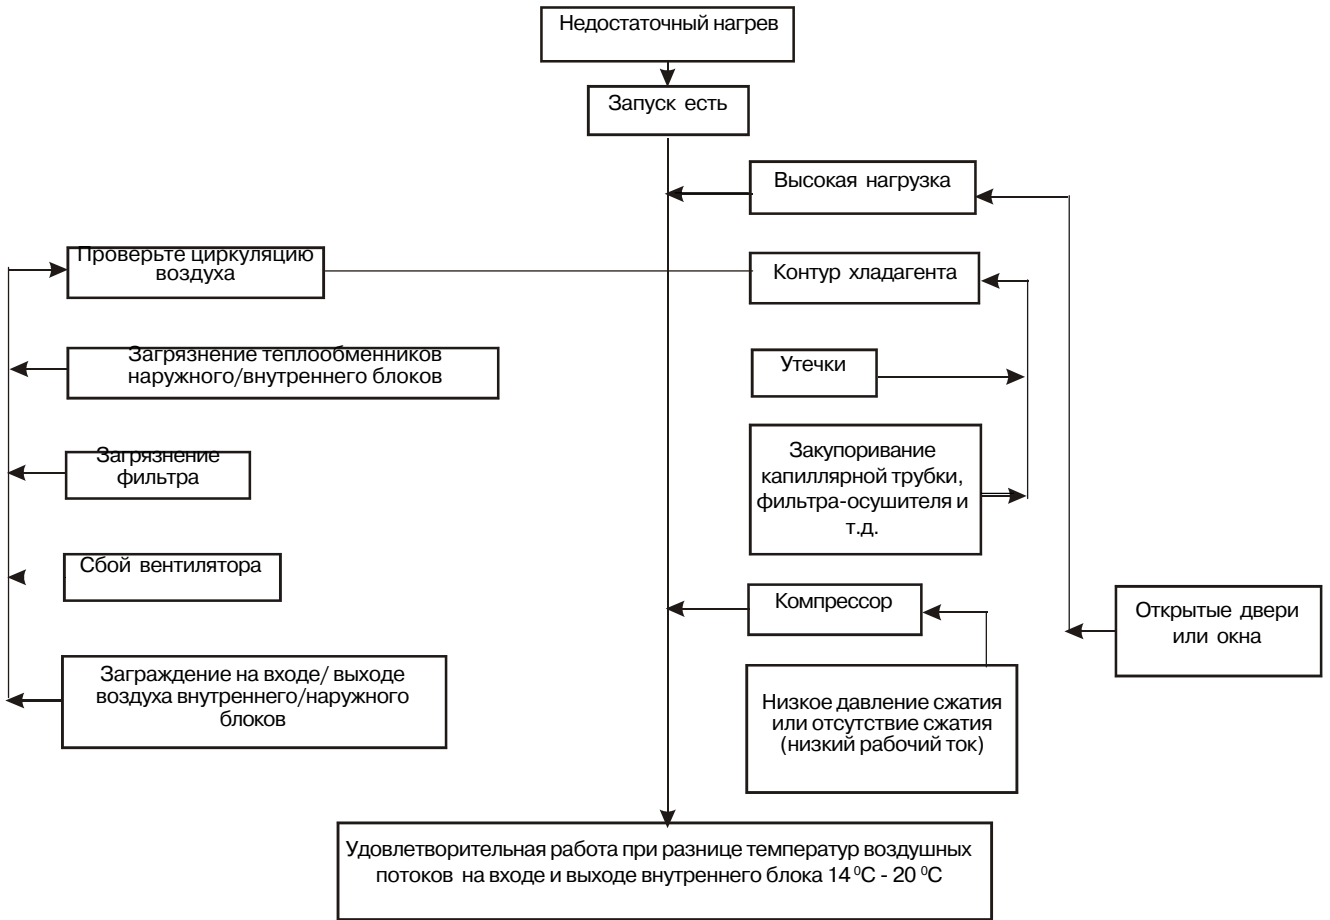 Недостаточный нагрев
Запуск есть
Высокая нагрузка
Проверьте циркуляцию
воздуха
Контур хладагента
Загрязнение теплообменников
наружного/внутреннего блоков
Утечки
Загрязнение
фильтра
Закупоривание
капиллярной трубки,
фильтра-осушителя и
т.д.
Сбой вентилятора
Компрессор
Открытые двери
или окна
Заграждение на входе/ выходе
воздуха внутреннего/наружного
блоков
Низкое давление сжатия
или отсутствие сжатия
(низкий рабочий ток)
Удовлетворительная работа при разнице температур воздушных
потоков на входе и выходе внутреннего блока 14 ⁰С - 20 ⁰С